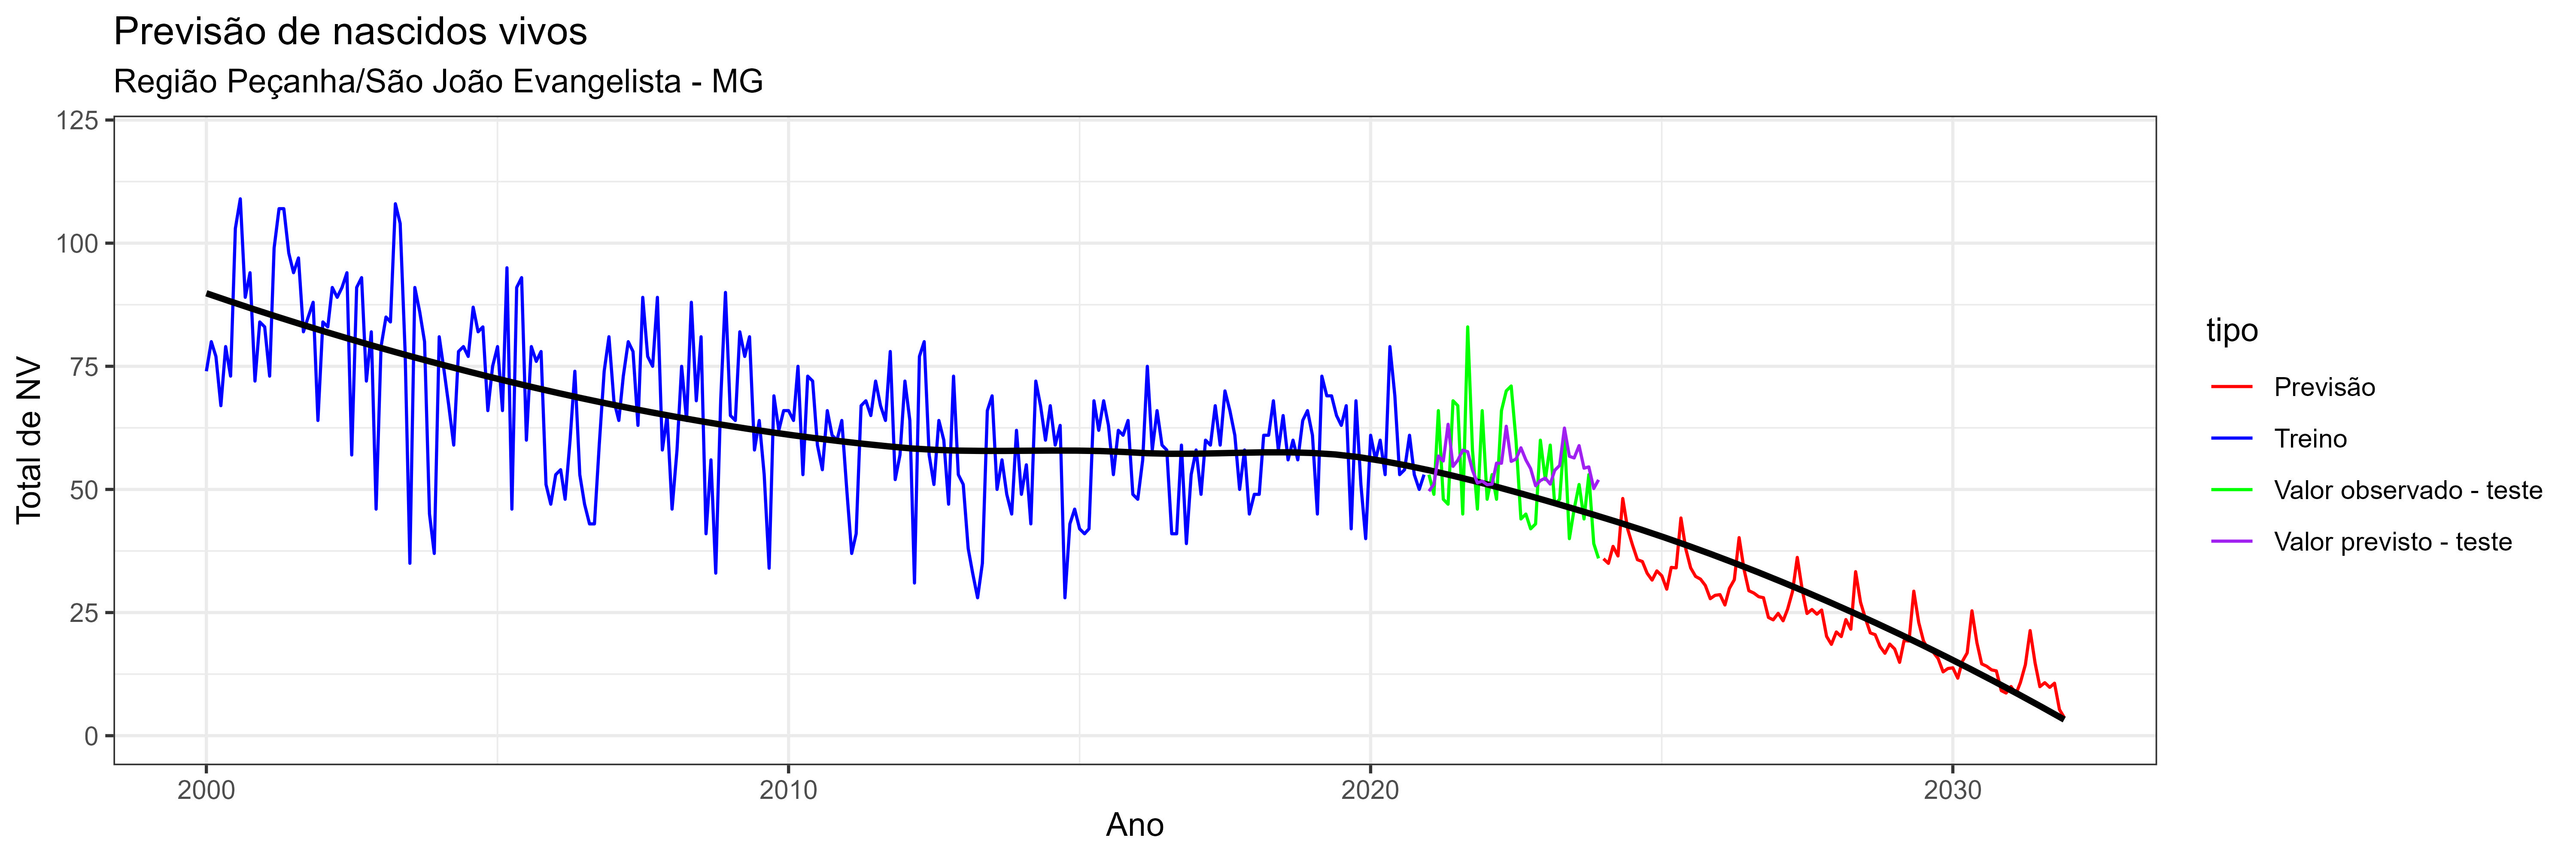 Previsão de nascidos vivos
Região Peçanha/São João Evangelista - MG
Total de NV
125
100
75
50
25
0
2000
2010
2020
2030
Ano
tipo
Previsão
Treino
Valor observado - teste
Valor previsto - teste